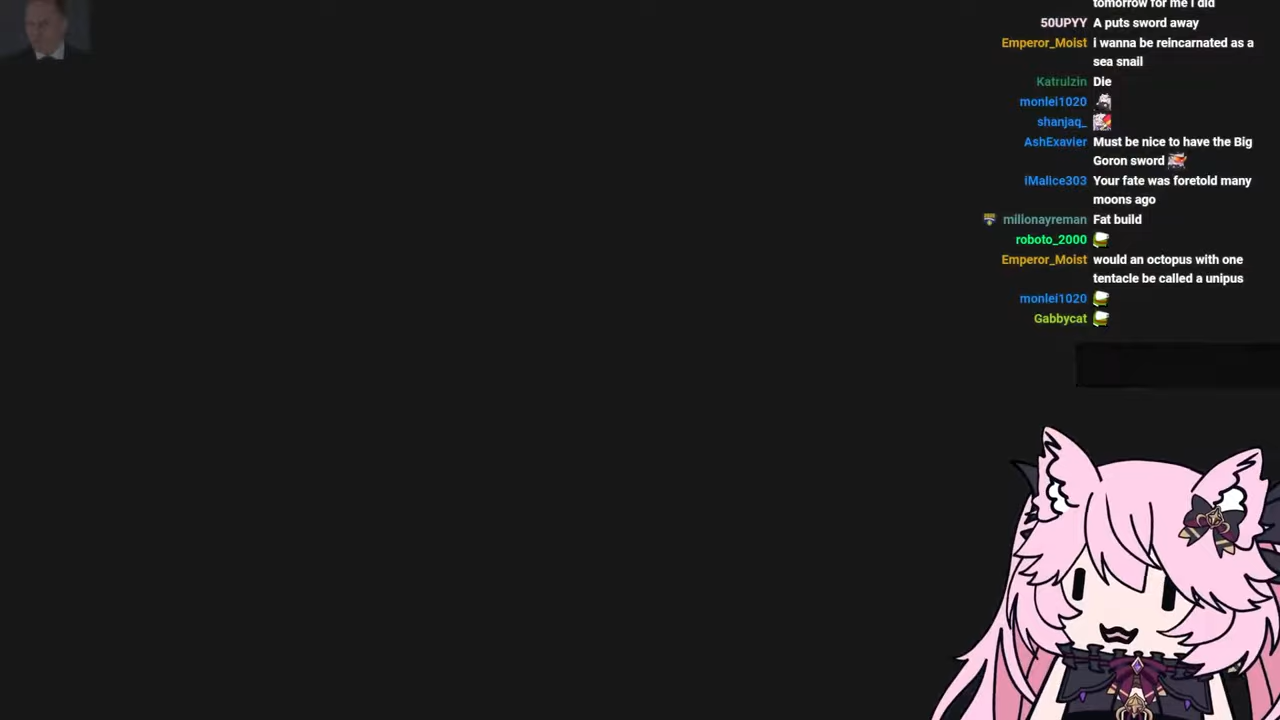 tomorrow for me I did
50UPYY A puts sword away
Emperor_Moist i wanna be reincarnated as a
sea snail
Katrulzin Die
monlei1020
shanjaq_
AshExavier Must be nice to have the Big
Goron sword
iMalice303 Your fate was foretold many
moons ago
milionayreman Fat build
roboto_2000
Emperor_Moist would an octopus with one
tentacle be called a unipus
monlei1020
Gabbycat